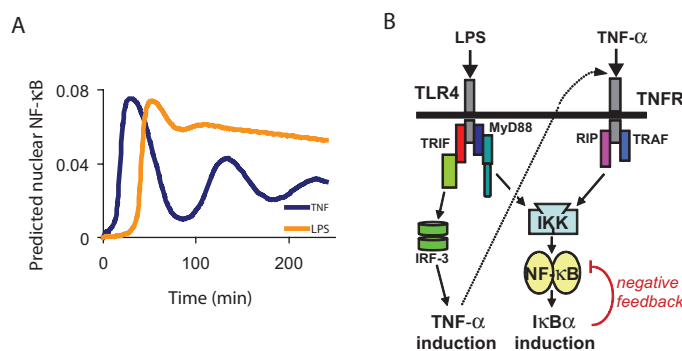 A
Predicted nuclear NF-κB
0.08
0.04
0
0
100
200
Time (min)
TNF
LPS
B
LPS
TNF-α
TLR4
TNFR
MyD88
TRIF
RIP
TRAF
IKK
IRF-3
NF-κB
negative
feedback
TNF-α
induction
IκBα
induction